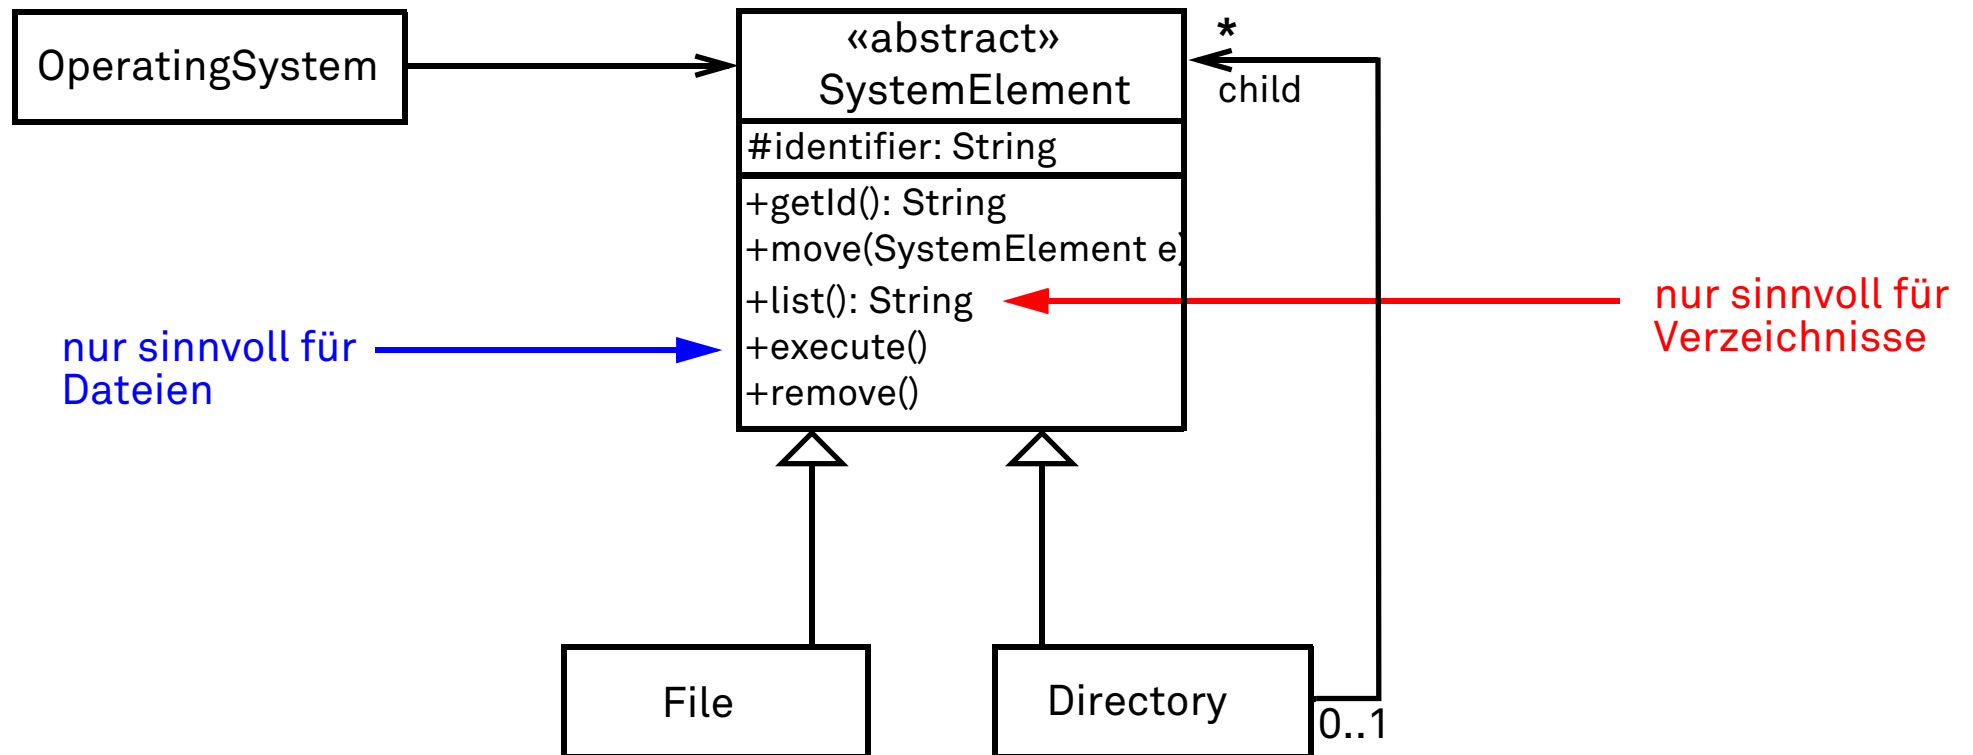 OperatingSystem
«abstract»
SystemElement
*
child
#identifier: String
+getId(): String
+move(SystemElement e)
+list(): String
+execute()
+remove()
nur sinnvoll für
Verzeichnisse
nur sinnvoll für
Dateien
File
Directory
0..1